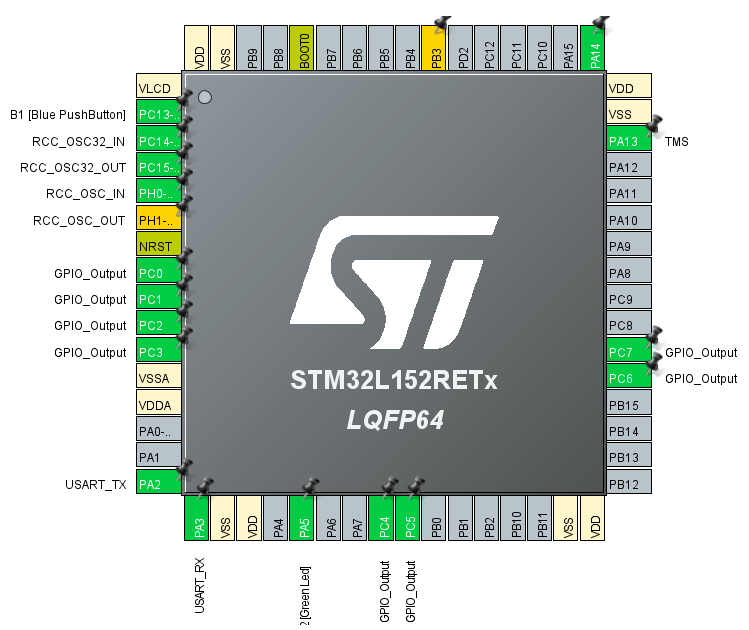 VDD
VSS
PB9
PB8
BOOT0
PB7
PB6
PB5
PB4
PB3
PD2
PC12
PC11
PC10
PA15
PA14
VLCD
B1 [Blue PushButton] PC13-..
RCC_OSC32_IN PC14-..
RCC_OSC32_OUT PC15-..
RCC_OSC_IN PH0-..
RCC_OSC_OUT PH1-..
NRST
GPIO_Output PC0
GPIO_Output PC1
GPIO_Output PC2
GPIO_Output PC3
VSSA
VDDA
PA0-..
PA1
USART_TX PA2
STM32L152RETx
LQFP64
VDD
VSS
PA13 TMS
PA12
PA11
PA10
PA9
PA8
PC9
PC8
PC7 GPIO_Output
PC6 GPIO_Output
PB15
PB14
PB13
PB12
PA3 USART_RX
VSS
VDD
PA4
PA5 2 [Green Led]
PA6
PA7
PC4 GPIO_Output
PC5 GPIO_Output
PB0
PB1
PB2
PB10
PB11
VSS
VDD